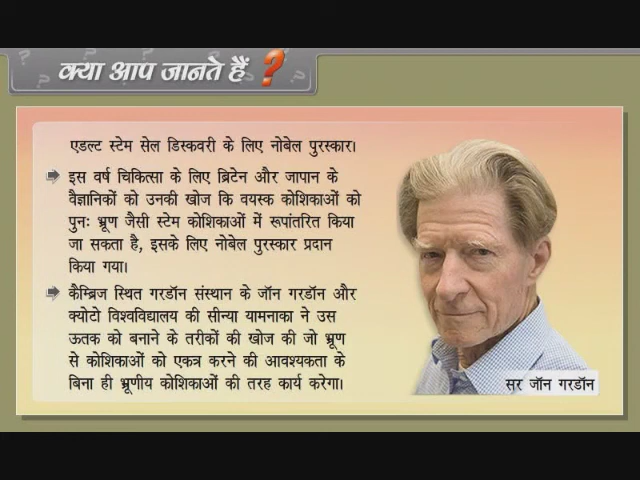 क्या आप जानते हैं ?
एडल्ट स्टेम सेल डिस्कवरी के लिए नोबेल पुरस्कार।
इस वर्ष चिकित्सा के लिए ब्रिटेन और जापान के
वैज्ञानिकों को उनकी खोज कि वयस्क कोशिकाओं को
पुनः भ्रूण जैसी स्टेम कोशिकाओं में रूपांतरित किया
जा सकता है, इसके लिए नोबेल पुरस्कार प्रदान
किया गया।
कैम्ब्रिज स्थित गरडॉन संस्थान के जॉन गरडॉन और
क्योटो विश्वविद्यालय की सीन्या यामनाका ने उस
ऊतक को बनाने के तरीकों की खोज की जो भ्रूण
से कोशिकाओं को एकत्र करने की आवश्यकता के
बिना ही भ्रूणीय कोशिकाओं की तरह कार्य करेगा।
सर जॉन गरडॉन